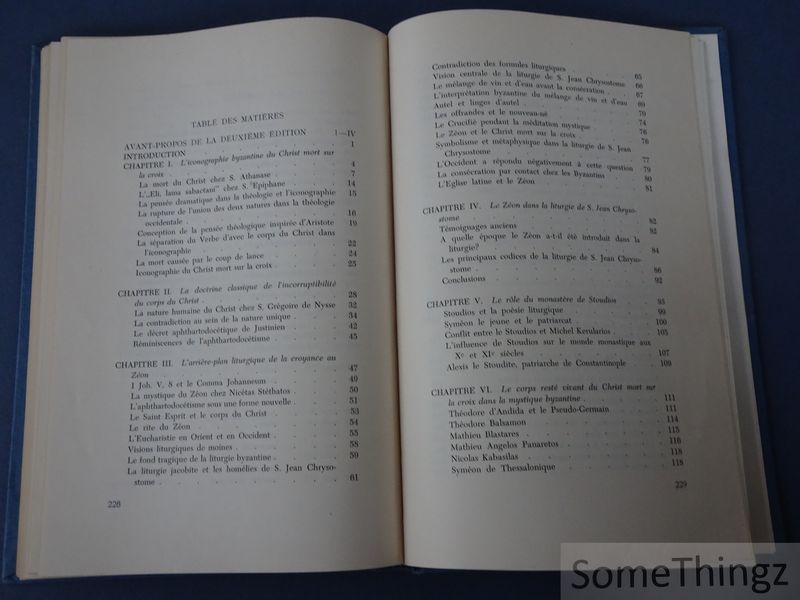 TABLE DES MATIÈRES
AVANT-PROPOS DE LA DEUXIÈME ÉDITION I—IV
INTRODUCTION 1
CHAPITRE I. L'iconographie byzantine du Christ mort sur
la croix 4
La mort du Christ chez S. Athanase 7
L'„Eli, lama sabactani" chez S. Epiphane 14
La pensée dramatique dans la théologie et l'iconographie 15
La rupture de l'union des deux natures dans la théologie
occidentale 16
Conception de la pensée théologique inspirée d'Aristote 19
La séparation du Verbe d'avec le corps du Christ dans
l'iconographie 22
La mort causée par le coup de lance 24
Iconographie du Christ mort sur la croix 25
CHAPITRE II. La doctrine classique de l'incorruptibilité
du corps du Christ 28
La nature humaine du Christ chez S. Grégoire de Nysse 32
La contradiction au sein de la nature unique 34
Le décret aphthartodocétique de Justinien 42
Réminiscences de l'aphthartodocétisme 45
CHAPITRE III. L'arrière-plan liturgique de la croyance au
Zéon 47
I Joh. V. 8 et le Comma Johanneum 49
La mystique du Zéon chez Nicétas Stéthatos 50
L'aphthartodocétisme sous une forme nouvelle 51
Le Saint Esprit et le corps du Christ 53
Le rite du Zéon 54
L'Eucharistie en Orient et en Occident 55
Visions liturgiques de moines 58
Le fond tragique de la liturgie byzantine 59
La liturgie jacobite et les homélies de S. Jean Chryso-
stome 61
228
Contradiction des formules liturgiques 65
Vision centrale de la liturgie de S. Jean Chrysostome 66
Le mélange de vin et d'eau avant la consécration 67
L'interprétation byzantine du mélange de vin et d'eau 69
Autel et linges d'autel 70
Les offrandes et le nouveau-né 74
Le Crucifié pendant la méditation mystique 76
Le Zéon et le Christ mort sur la croix 76
Symbolisme et métaphysique dans la liturgie de S. Jean
Chrysostome 77
L'Occident a répondu négativement à cette question 79
La consécration par contact chez les Byzantins 80
L'Eglise latine et le Zéon 81
CHAPITRE IV. Le Zéon dans la liturgie de S. Jean Chryso-
stome 82
Témoignages anciens 82
A quelle époque le Zéon a-t-il été introduit dans la
liturgie? 84
Les principaux codices de la liturgie de S. Jean Chryso-
stome 86
Conclusions 92
CHAPITRE V. Le rôle du monastère de Stoudios 95
Stoudios et la poésie liturgique 99
Syméon le jeune et le patriarcat 100
Conflit entre le Stoudios et Michel Kerularios 105
L'influence de Stoudios sur le monde monastique aux
Xe et XIe siècles 107
Alexis le Stoudite, patriarche de Constantinople 109
CHAPITRE VI. Le corps resté vivant du Christ mort sur
la croix dans la mystique byzantine 111
Théodore d'Andida et le Pseudo-Germain 111
Théodore Balsamon 114
Mathieu Blastares 115
Mathieu Angelos Panaretos 116
Nicolas Kabasilas 118
Syméon de Thessalonique 118
229
SomeThingz